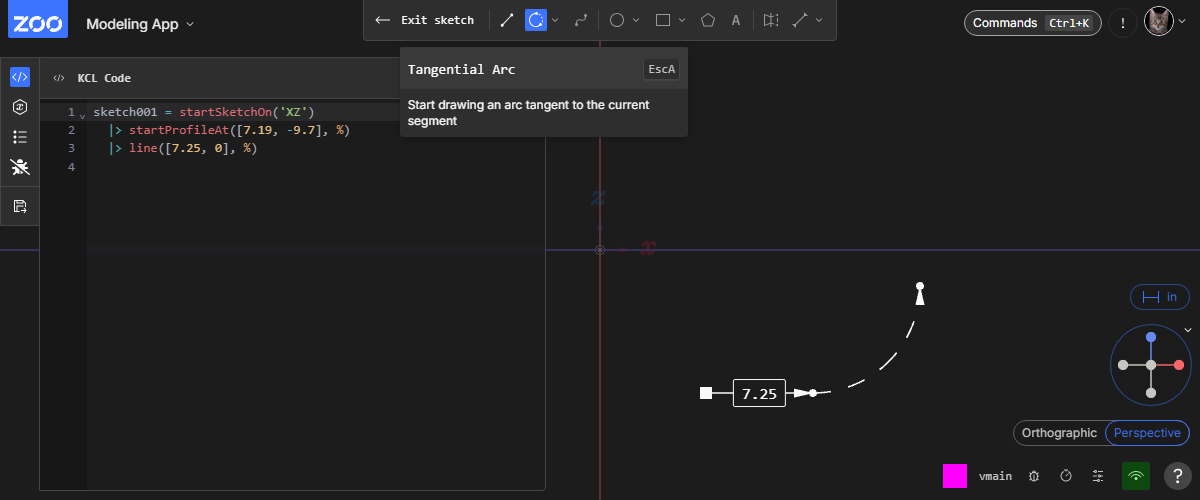 ZOO Modeling App
Exit sketch
A
Commands Ctrl+K
!
Tangential Arc EscA
Start drawing an arc tangent to the current
segment
</> KCL Code
1 sketch001 = startSketchOn('XZ')
2 |> startProfileAt([7.19, -9.7], %)
3 |> line([7.25, 0], %)
4
z
x
in
7.25
Orthographic Perspective
vmain
?